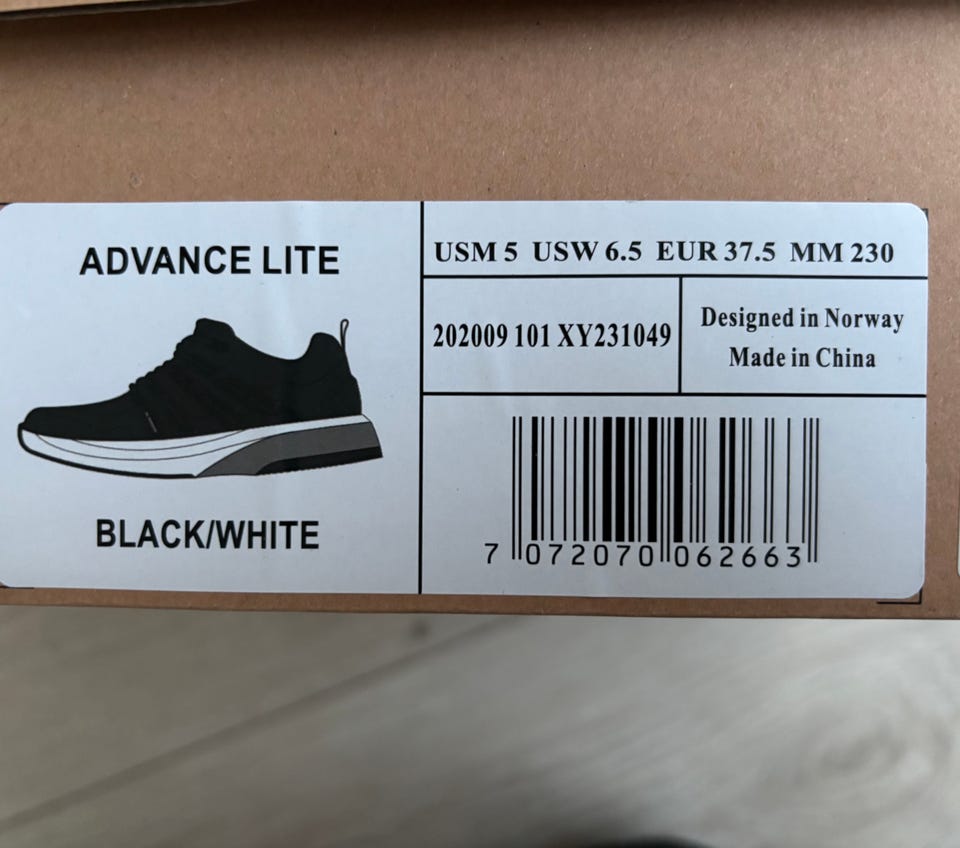 ADVANCE LITE
BLACK/WHITE
USM 5 USW 6.5 EUR 37.5 MM 230
202009 101 XY231049
Designed in Norway
Made in China
7 072070 062663